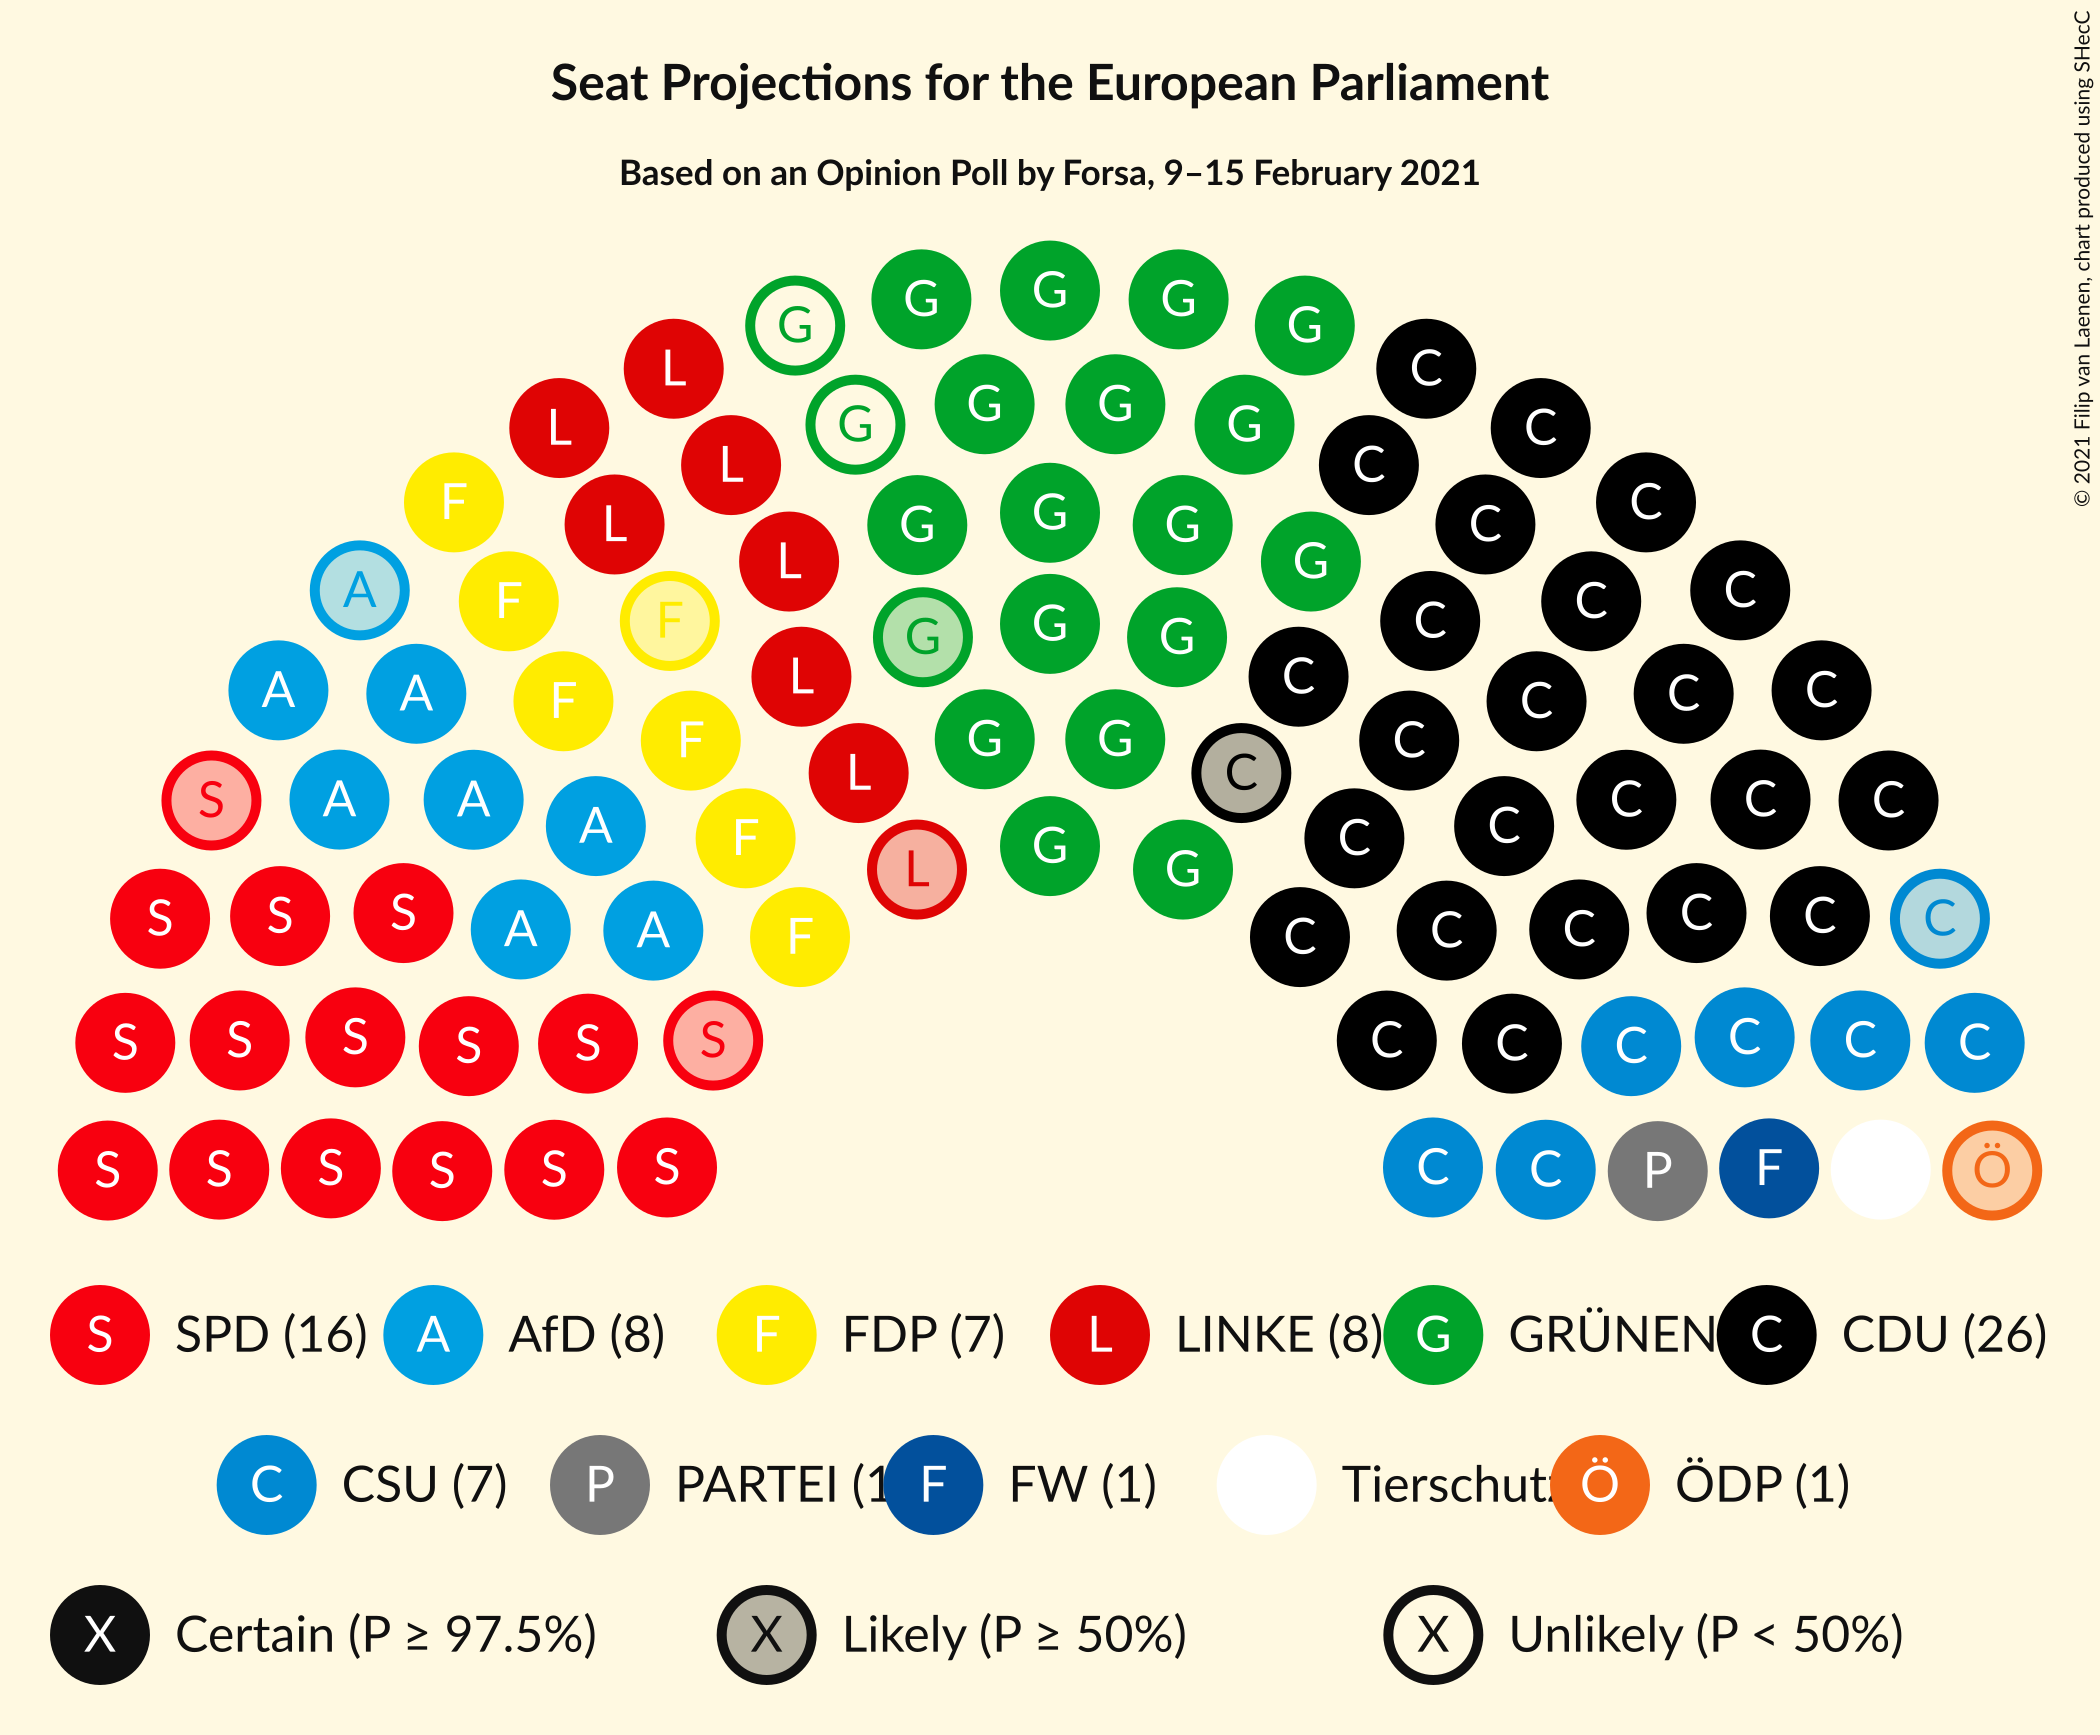 Seat Projections for the European Parliament
Based on an Opinion Poll by Forsa, 9–15 February 2021
© 2021 Filip van Laenen, chart produced using SHecC
G G G G G
L C
L G G G G C
L C
F L G G G C C
A F L G C C
F G G G C
A A F L C C C C
F G G C
S A A L C C C C
A F G C C
L G
S S S A A F C C C C C C
S S S S S S C C C C C C
S S S S S S C C P F Ö
S SPD (16) A AfD (8) F FDP (7) L LINKE (8) G GRÜNEN C CDU (26)
C CSU (7) P PARTEI (1 F FW (1) Tierschutz Ö ÖDP (1)
X Certain (P ≥ 97.5%) X Likely (P ≥ 50%) X Unlikely (P < 50%)